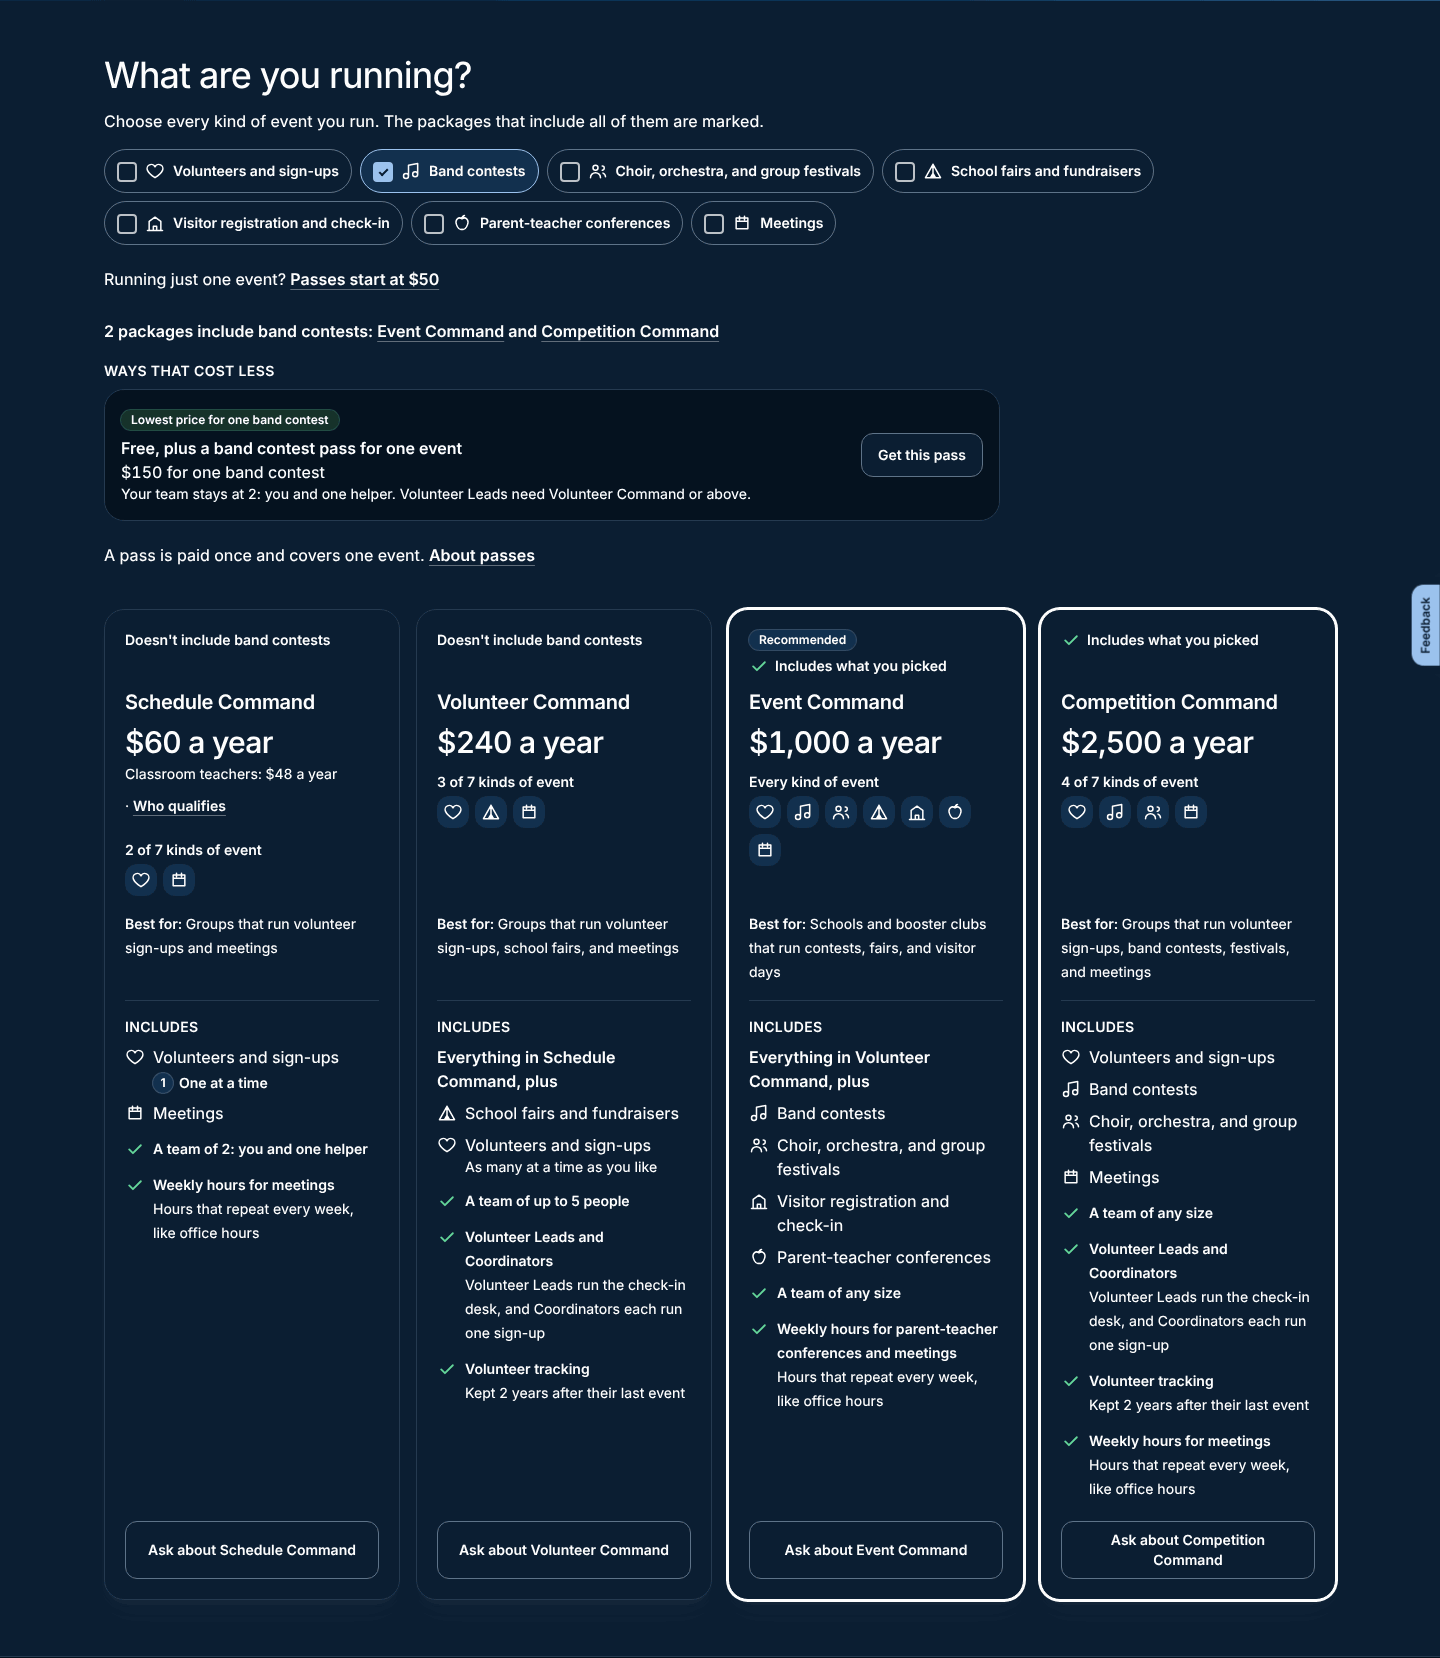 What are you running?
Choose every kind of event you run. The packages that include all of them are marked.
Volunteers and sign-ups
Band contests
Choir, orchestra, and group festivals
School fairs and fundraisers
Visitor registration and check-in
Parent-teacher conferences
Meetings
Running just one event? Passes start at $50
2 packages include band contests: Event Command and Competition Command
WAYS THAT COST LESS
Lowest price for one band contest
Free, plus a band contest pass for one event
$150 for one band contest
Your team stays at 2: you and one helper. Volunteer Leads need Volunteer Command or above.
Get this pass
A pass is paid once and covers one event. About passes
Feedback
Doesn't include band contests
Schedule Command
$60 a year
Classroom teachers: $48 a year
· Who qualifies
2 of 7 kinds of event
Best for: Groups that run volunteer
sign-ups and meetings
INCLUDES
Volunteers and sign-ups
1 One at a time
Meetings
A team of 2: you and one helper
Weekly hours for meetings
Hours that repeat every week,
like office hours
Ask about Schedule Command
Doesn't include band contests
Volunteer Command
$240 a year
3 of 7 kinds of event
Best for: Groups that run volunteer
sign-ups, school fairs, and meetings
INCLUDES
Everything in Schedule
Command, plus
School fairs and fundraisers
Volunteers and sign-ups
As many at a time as you like
A team of up to 5 people
Volunteer Leads and
Coordinators
Volunteer Leads run the check-in
desk, and Coordinators each run
one sign-up
Volunteer tracking
Kept 2 years after their last event
Ask about Volunteer Command
Recommended
Includes what you picked
Event Command
$1,000 a year
Every kind of event
Best for: Schools and booster clubs
that run contests, fairs, and visitor
days
INCLUDES
Everything in Volunteer
Command, plus
Band contests
Choir, orchestra, and group
festivals
Visitor registration and
check-in
Parent-teacher conferences
A team of any size
Weekly hours for parent-teacher
conferences and meetings
Hours that repeat every week,
like office hours
Ask about Event Command
Includes what you picked
Competition Command
$2,500 a year
4 of 7 kinds of event
Best for: Groups that run volunteer
sign-ups, band contests, festivals,
and meetings
INCLUDES
Volunteers and sign-ups
Band contests
Choir, orchestra, and group
festivals
Meetings
A team of any size
Volunteer Leads and
Coordinators
Volunteer Leads run the check-in
desk, and Coordinators each run
one sign-up
Volunteer tracking
Kept 2 years after their last event
Weekly hours for meetings
Hours that repeat every week,
like office hours
Ask about Competition
Command